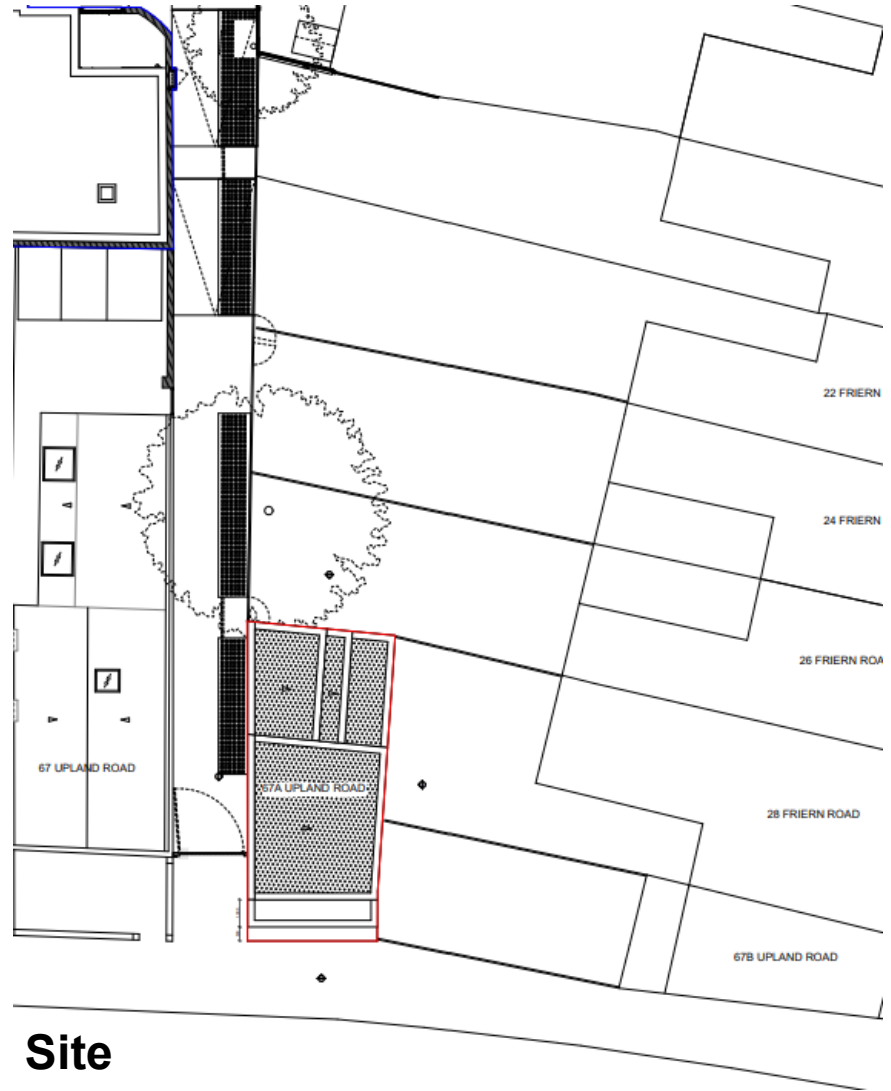 22 FRIERN
24 FRIERN
26 FRIERN ROA
67 UPLAND ROAD
67A UPLAND ROAD
28 FRIERN ROAD
67B UPLAND ROAD
Site